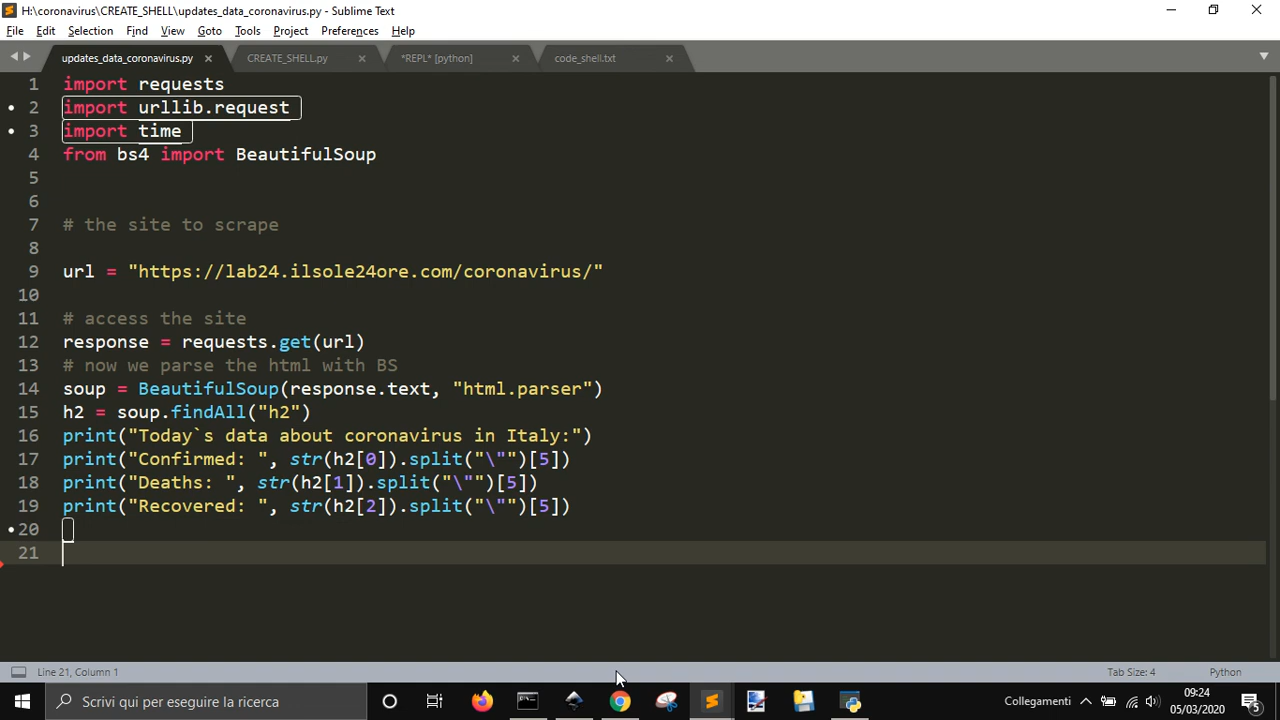 H:\coronavirus\CREATE_SHELL\updates_data_coronavirus.py - Sublime Text
File Edit Selection Find View Goto Tools Project Preferences Help
updates_data_coronavirus.py × CREATE_SHELL.py × *REPL* [python] × code_shell.txt ×
1 import requests
2 import urllib.request
3 import time
4 from bs4 import BeautifulSoup
5
6
7 # the site to scrape
8
9 url = "https://lab24.ilsole24ore.com/coronavirus/"
10
11 # access the site
12 response = requests.get(url)
13 # now we parse the html with BS
14 soup = BeautifulSoup(response.text, "html.parser")
15 h2 = soup.findAll("h2")
16 print("Today`s data about coronavirus in Italy:")
17 print("Confirmed: ", str(h2[0]).split("\"")[5])
18 print("Deaths: ", str(h2[1]).split("\"")[5])
19 print("Recovered: ", str(h2[2]).split("\"")[5])
20
21
Line 21, Column 1 Tab Size: 4 Python
Scrivi qui per eseguire la ricerca Collegamenti 09:24
05/03/2020 5